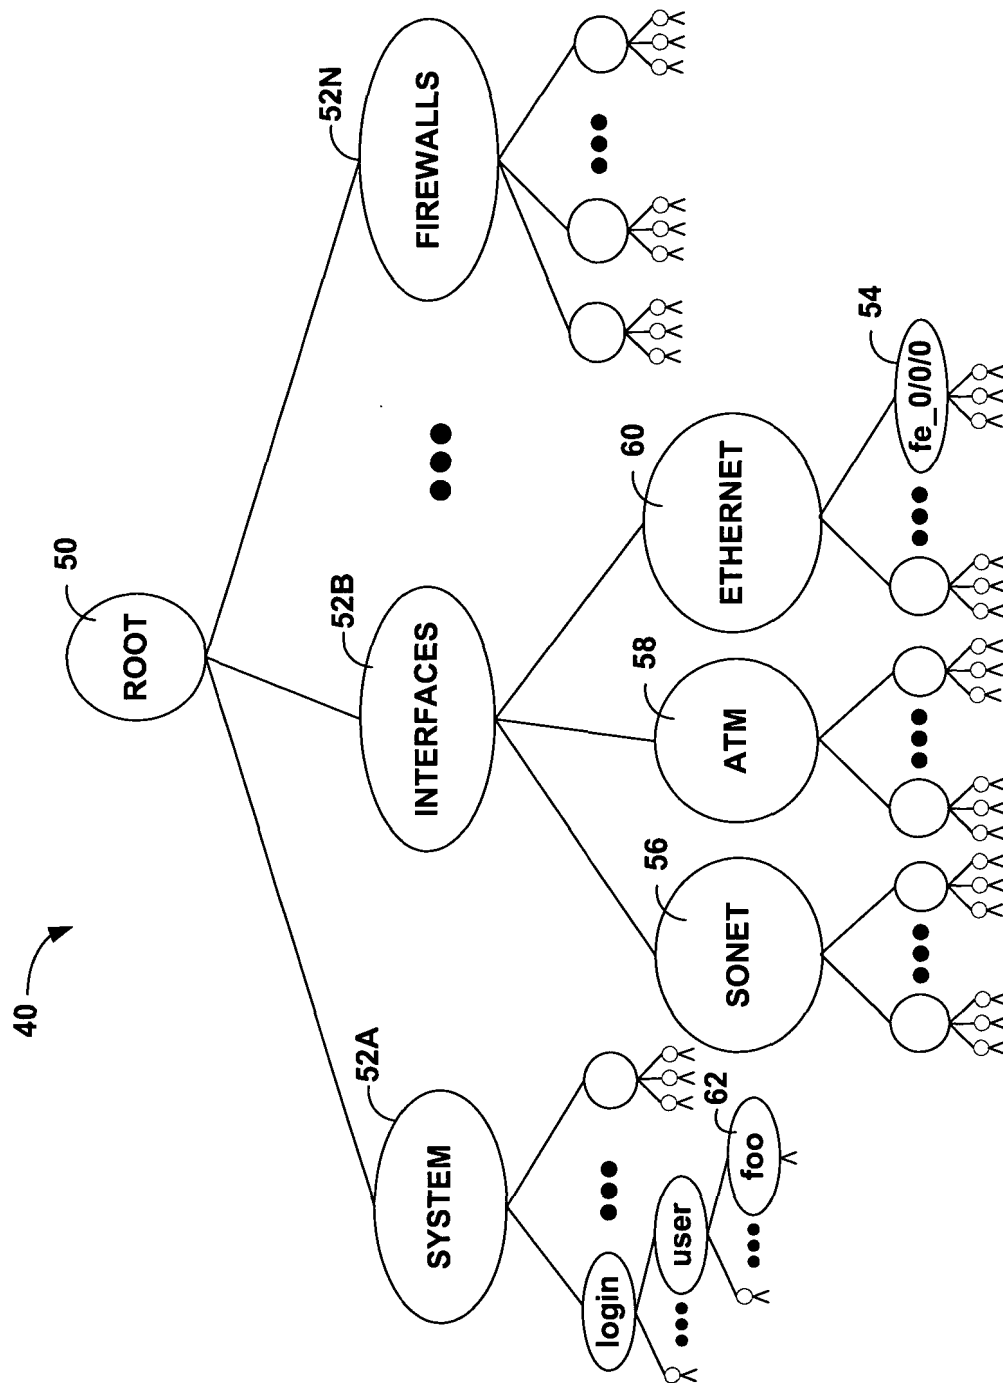 40
50
ROOT
52A
SYSTEM
52B
INTERFACES
52N
FIREWALLS
login
user
62
foo
56
SONET
58
ATM
60
ETHERNET
54
fe_0/0/0